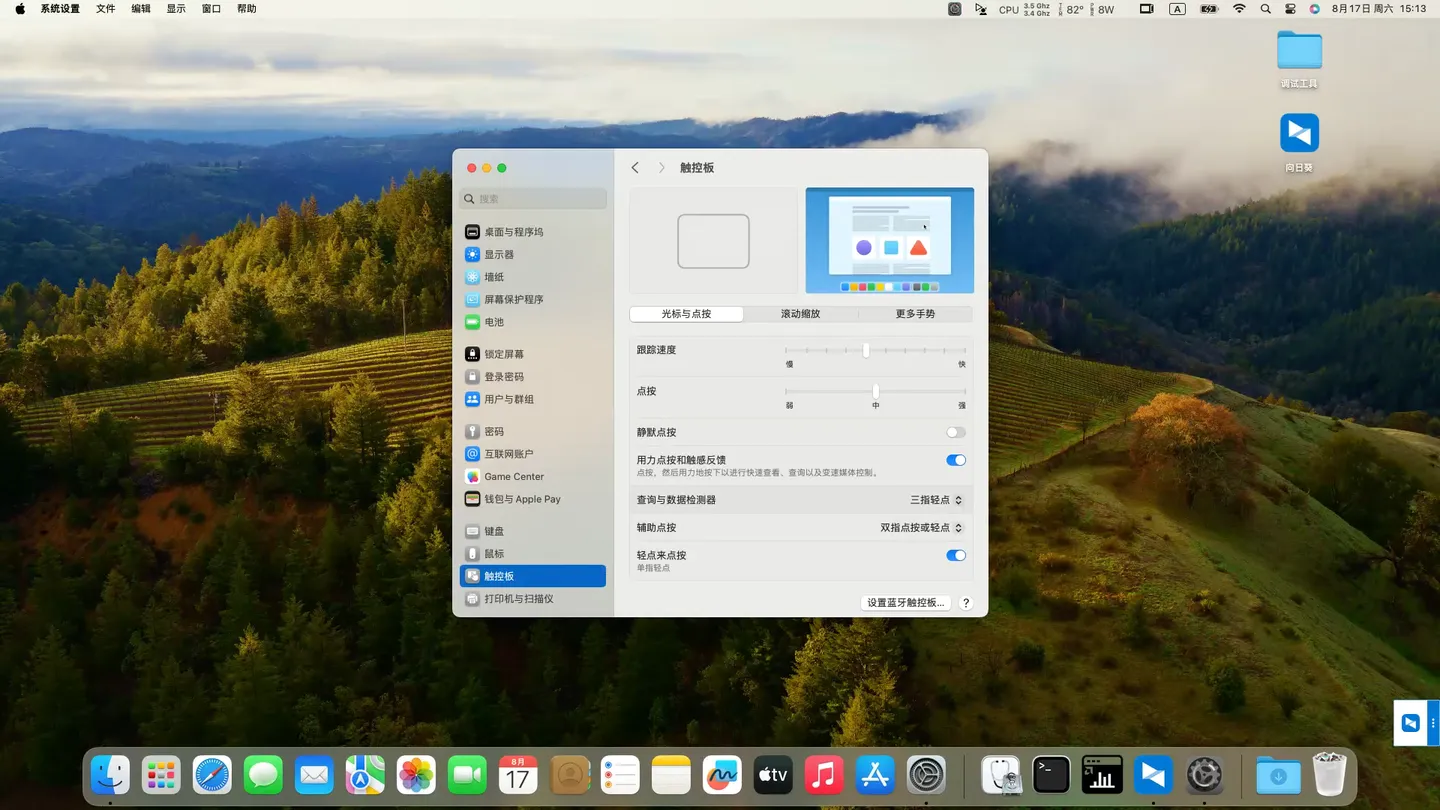 系统设置 文件 编辑 显示 窗口 帮助
CPU 3.5 Ghz 3.4 Ghz 82° 8W A 8月17日 周六 15:13
调试工具
向日葵
触控板
搜索
桌面与程序坞
显示器
墙纸
屏幕保护程序
电池
锁定屏幕
登录密码
用户与群组
密码
互联网账户
Game Center
钱包与 Apple Pay
键盘
鼠标
触控板
打印机与扫描仪
光标与点按 滚动缩放 更多手势
跟踪速度
慢 快
点按
弱 中 强
静默点按
用力点按和触感反馈
点按，然后用力地按下以进行快速查看、查询以及变速媒体控制。
查询与数据检测器 三指轻点
辅助点按 双指点按或轻点
轻点来点按
单指轻点
设置蓝牙触控板... ?
8月
17
tv